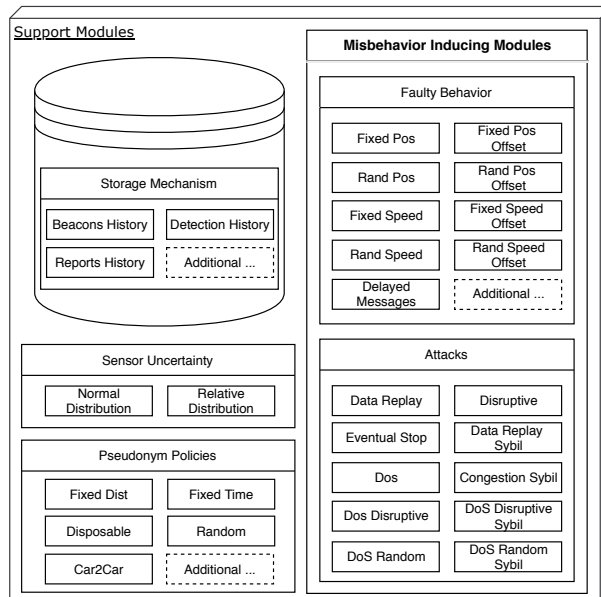 Support Modules
Storage Mechanism
Beacons History
Detection History
Reports History
Additional ...
Sensor Uncertainty
Normal
Distribution
Relative
Distribution
Pseudonym Policies
Fixed Dist
Fixed Time
Disposable
Random
Car2Car
Additional ...
Misbehavior Inducing Modules
Faulty Behavior
Fixed Pos
Fixed Pos
Offset
Rand Pos
Rand Pos
Offset
Fixed Speed
Fixed Speed
Offset
Rand Speed
Rand Speed
Offset
Delayed
Messages
Additional ...
Attacks
Data Replay
Disruptive
Eventual Stop
Data Replay
Sybil
Dos
Congestion Sybil
Dos Disruptive
DoS Disruptive
Sybil
DoS Random
DoS Random
Sybil